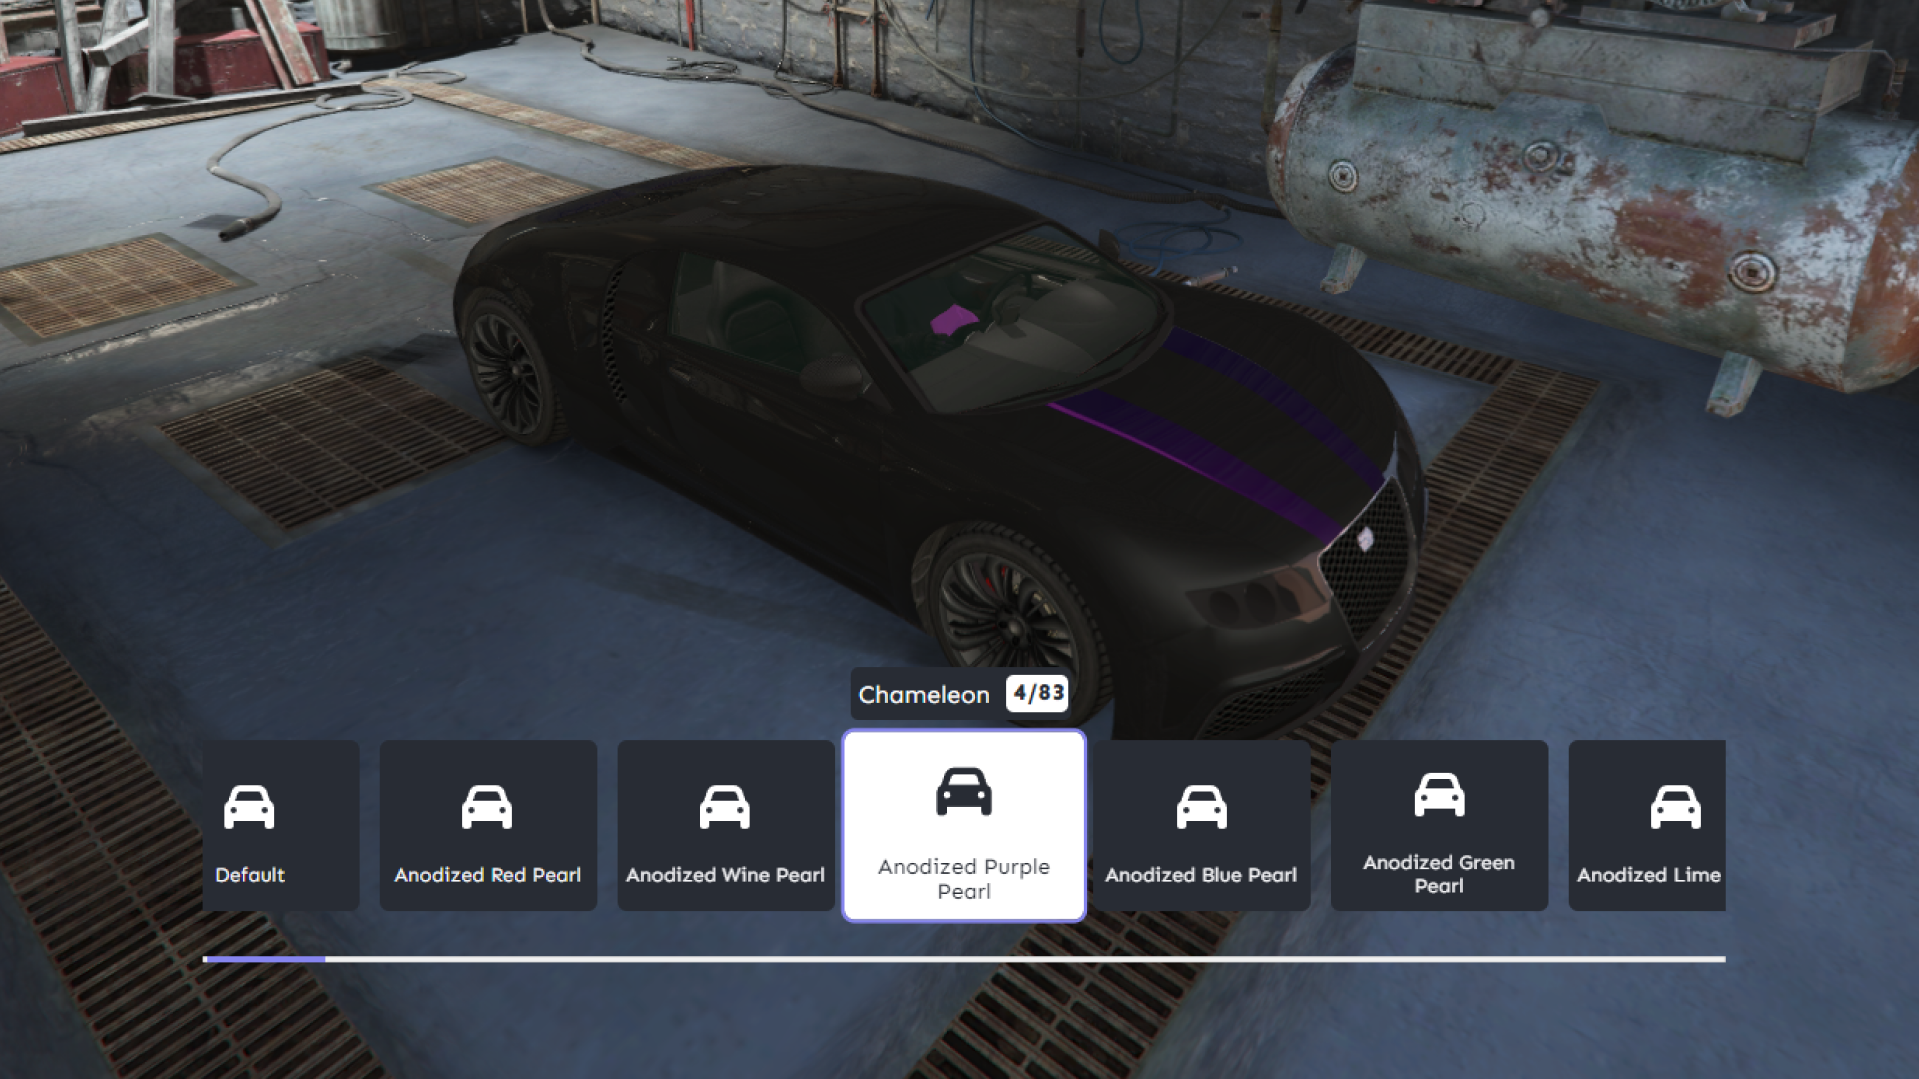 Chameleon 4/83
Default
Anodized Red Pearl
Anodized Wine Pearl
Anodized Purple
Pearl
Anodized Blue Pearl
Anodized Green
Pearl
Anodized Lime